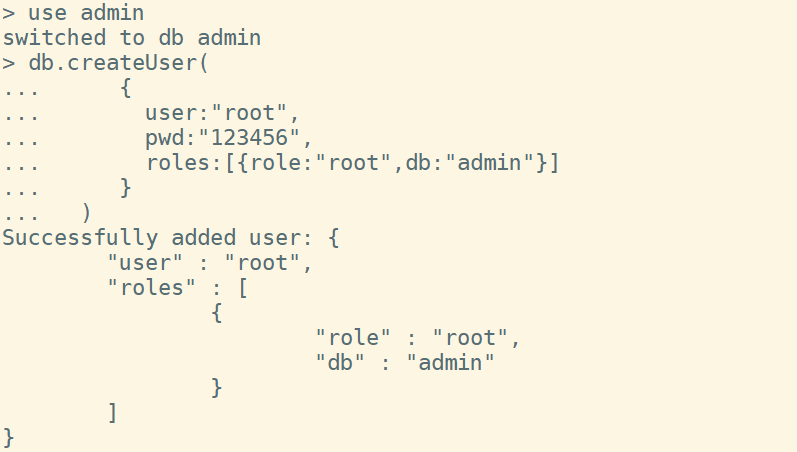 > use admin
switched to db admin
> db.createUser(
...      {
...        user:"root",
...        pwd:"123456",
...        roles:[{role:"root",db:"admin"}]
...      }
...   )
Successfully added user: {
        "user" : "root",
        "roles" : [
                {
                        "role" : "root",
                        "db" : "admin"
                }
        ]
}